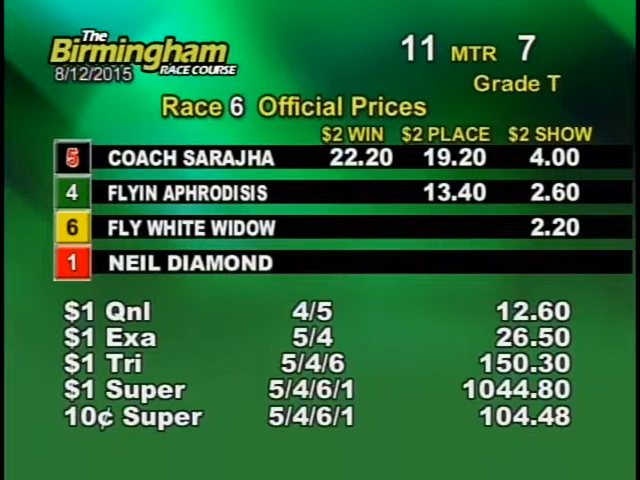 The
Birmingham
RACE COURSE
8/12/2015
11 MTR 7
Grade T
Race 6 Official Prices
$2 WIN $2 PLACE $2 SHOW
5 COACH SARAJHA 22.20 19.20 4.00
4 FLYIN APHRODISIS 13.40 2.60
6 FLY WHITE WIDOW 2.20
1 NEIL DIAMOND
$1 Qnl 4/5 12.60
$1 Exa 5/4 26.50
$1 Tri 5/4/6 150.30
$1 Super 5/4/6/1 1044.80
10¢ Super 5/4/6/1 104.48